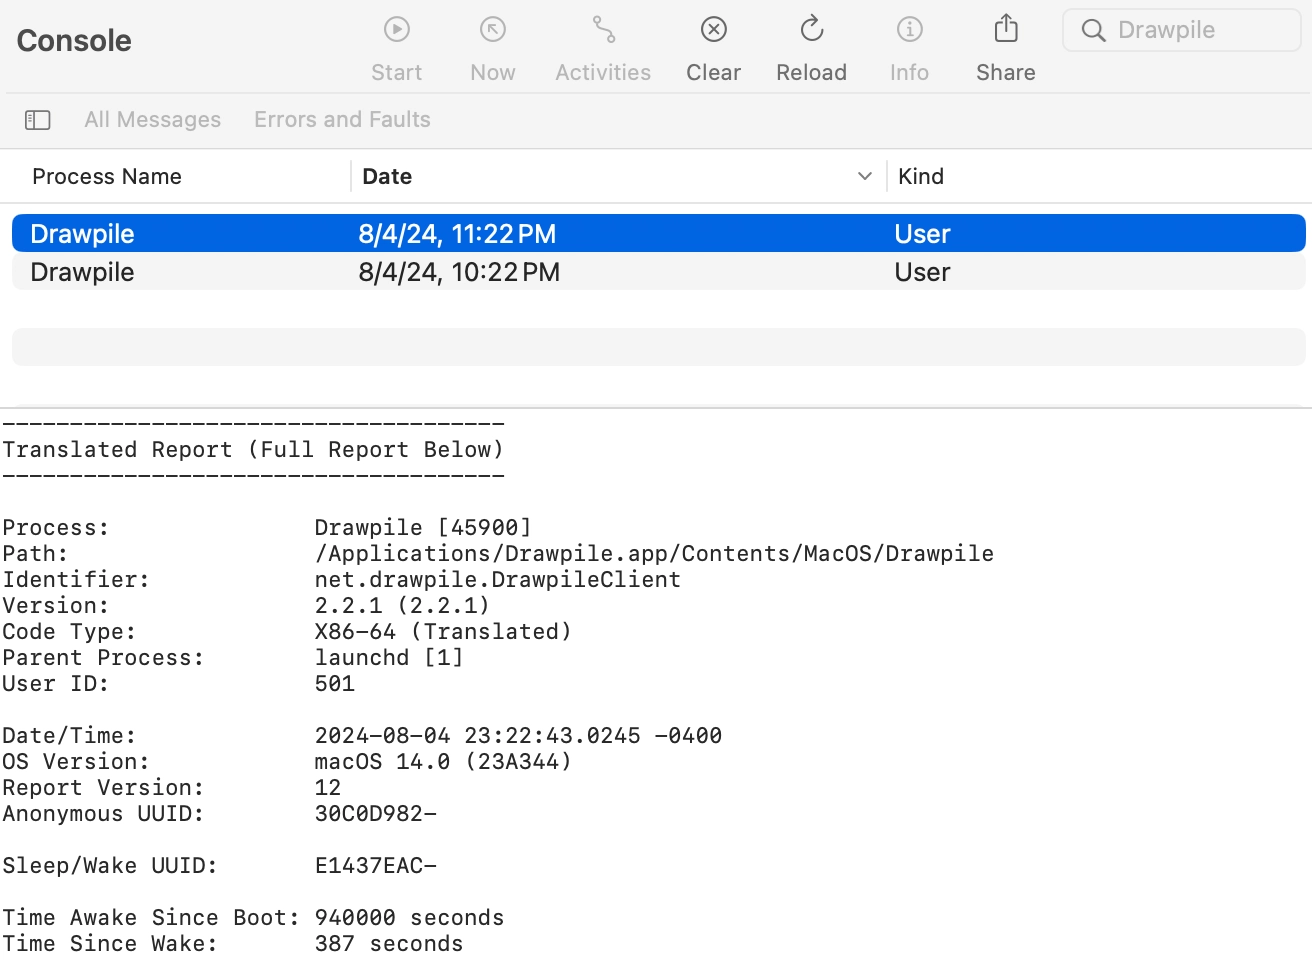 Console
Start Now Activities Clear Reload Info Share
Drawpile
All Messages Errors and Faults
Process Name Date Kind
Drawpile 8/4/24, 11:22 PM User
Drawpile 8/4/24, 10:22 PM User
-------------------------------------
Translated Report (Full Report Below)
-------------------------------------
Process: Drawpile [45900]
Path: /Applications/Drawpile.app/Contents/MacOS/Drawpile
Identifier: net.drawpile.DrawpileClient
Version: 2.2.1 (2.2.1)
Code Type: X86-64 (Translated)
Parent Process: launchd [1]
User ID: 501
Date/Time: 2024-08-04 23:22:43.0245 -0400
OS Version: macOS 14.0 (23A344)
Report Version: 12
Anonymous UUID: 30C0D982-
Sleep/Wake UUID: E1437EAC-
Time Awake Since Boot: 940000 seconds
Time Since Wake: 387 seconds